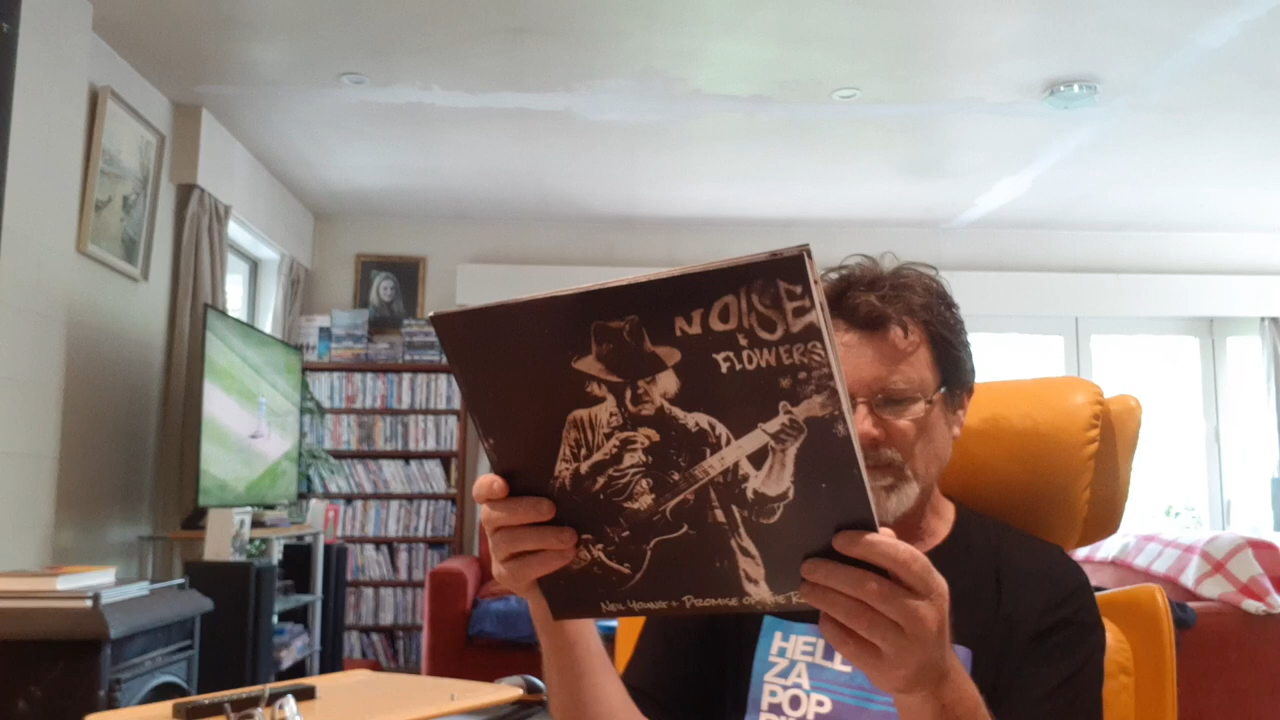 NOISE
&
FLOWERS
NEIL YOUNG + PROMISE OF THE
HELL
ZA
POP